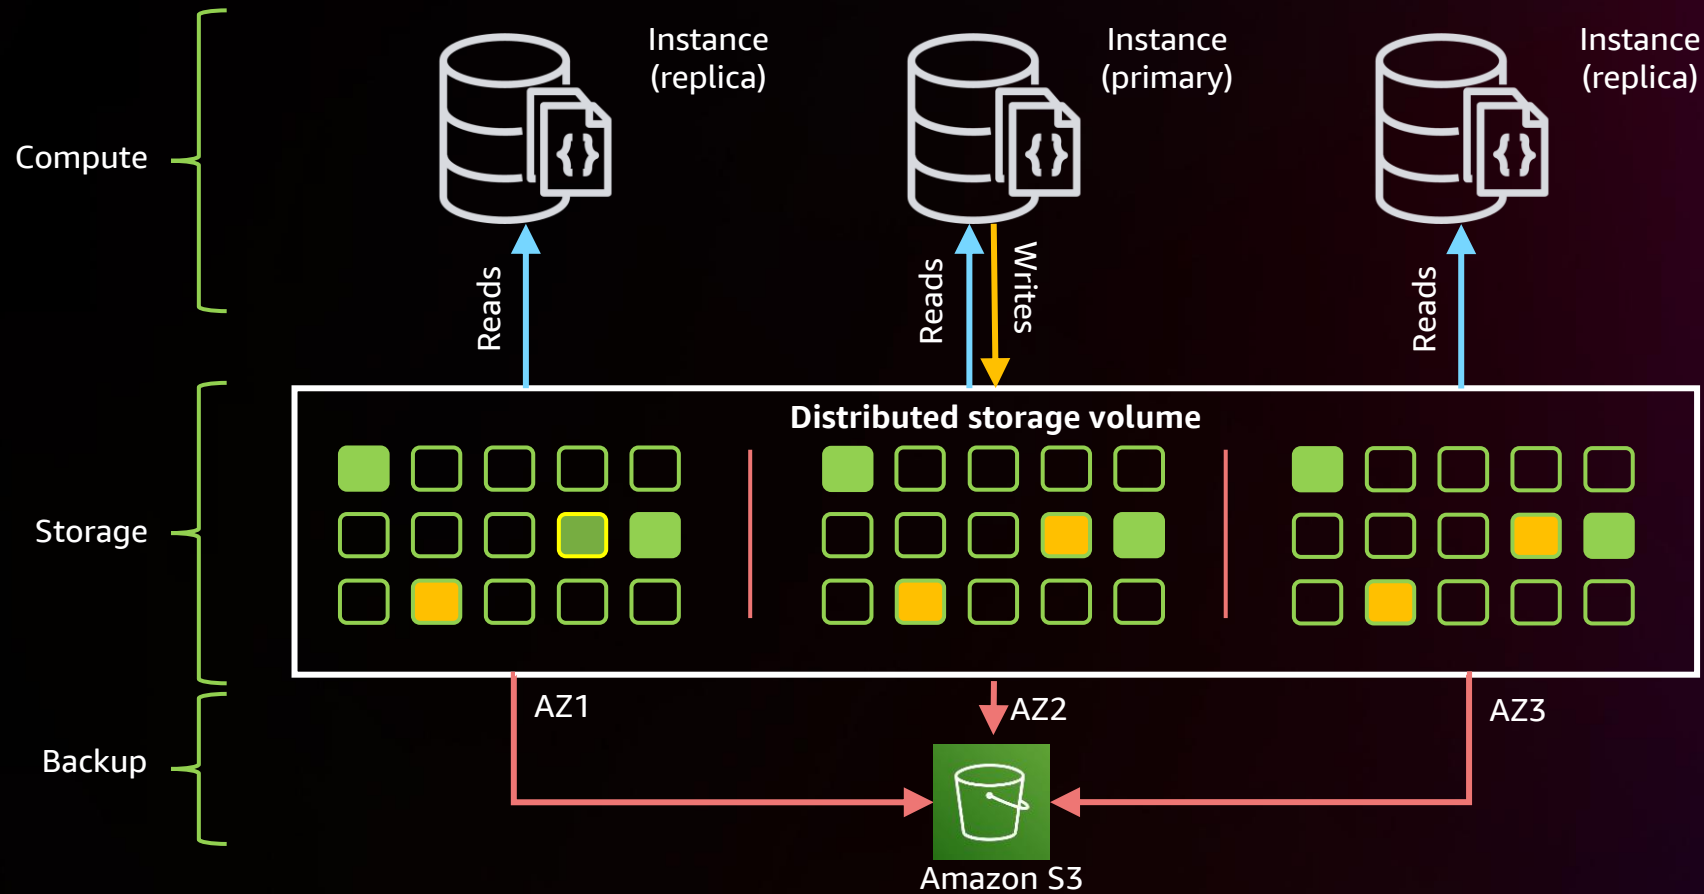 Instance
(replica)
Instance
(primary)
Instance
(replica)
Compute
Reads
Reads
Writes
Reads
Distributed storage volume
Storage
AZ1
AZ2
AZ3
Backup
Amazon S3